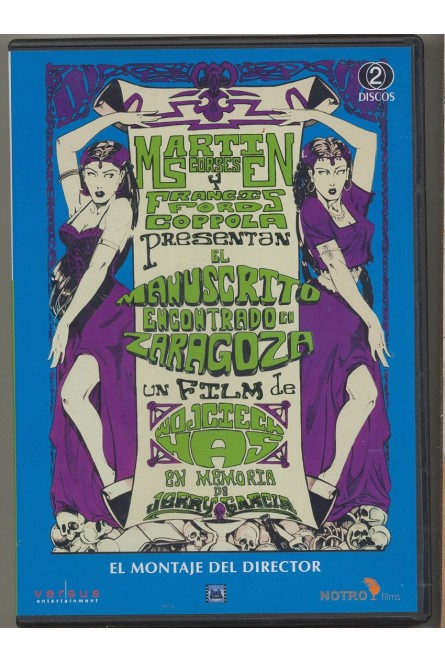 2
DISCOS
MARTIN
SCORSESE N
Y
FRANCIS
FFORDS
COPPOLA
PRESENTAN
EL
MANUSCRITO
ENCONTRADO EN
ZARAGOZA
UN FILM de
WOJCIECH
HAS
EN MEMORIA
DE
JERRY GARCIA
EL MONTAJE DEL DIRECTOR
versus
entertainment
NOTRO films